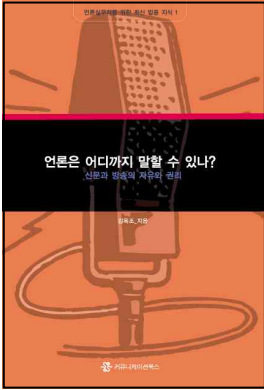 언론실무자를 위한 최신 법률 지식 1
언론은 어디까지 말할 수 있나?
신문과 방송의 자유와 권리
김옥조_지음
커뮤니케이션북스